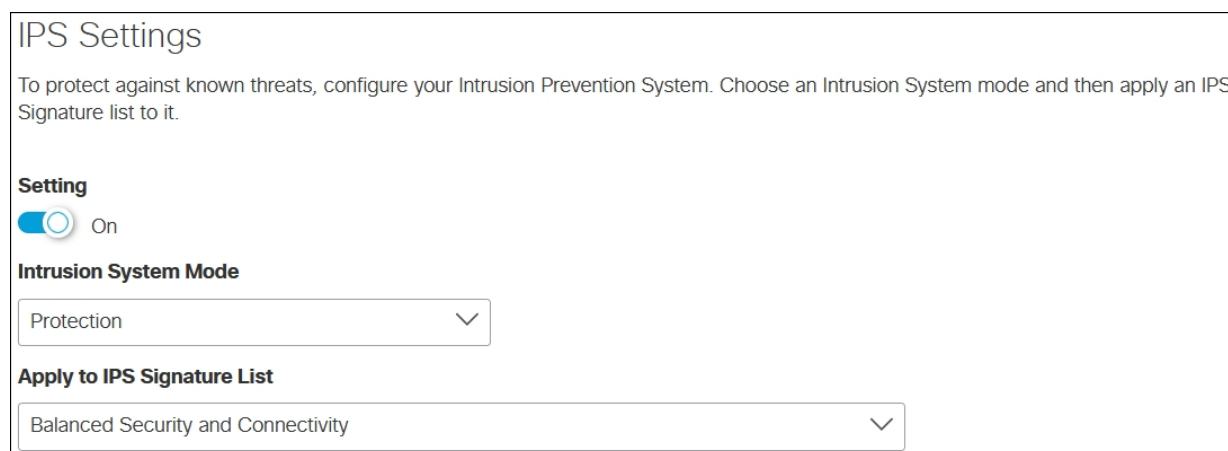 IPS Settings
To protect against known threats, configure your Intrusion Prevention System. Choose an Intrusion System mode and then apply an IPS
Signature list to it.
Setting
On
Intrusion System Mode
Protection
Apply to IPS Signature List
Balanced Security and Connectivity